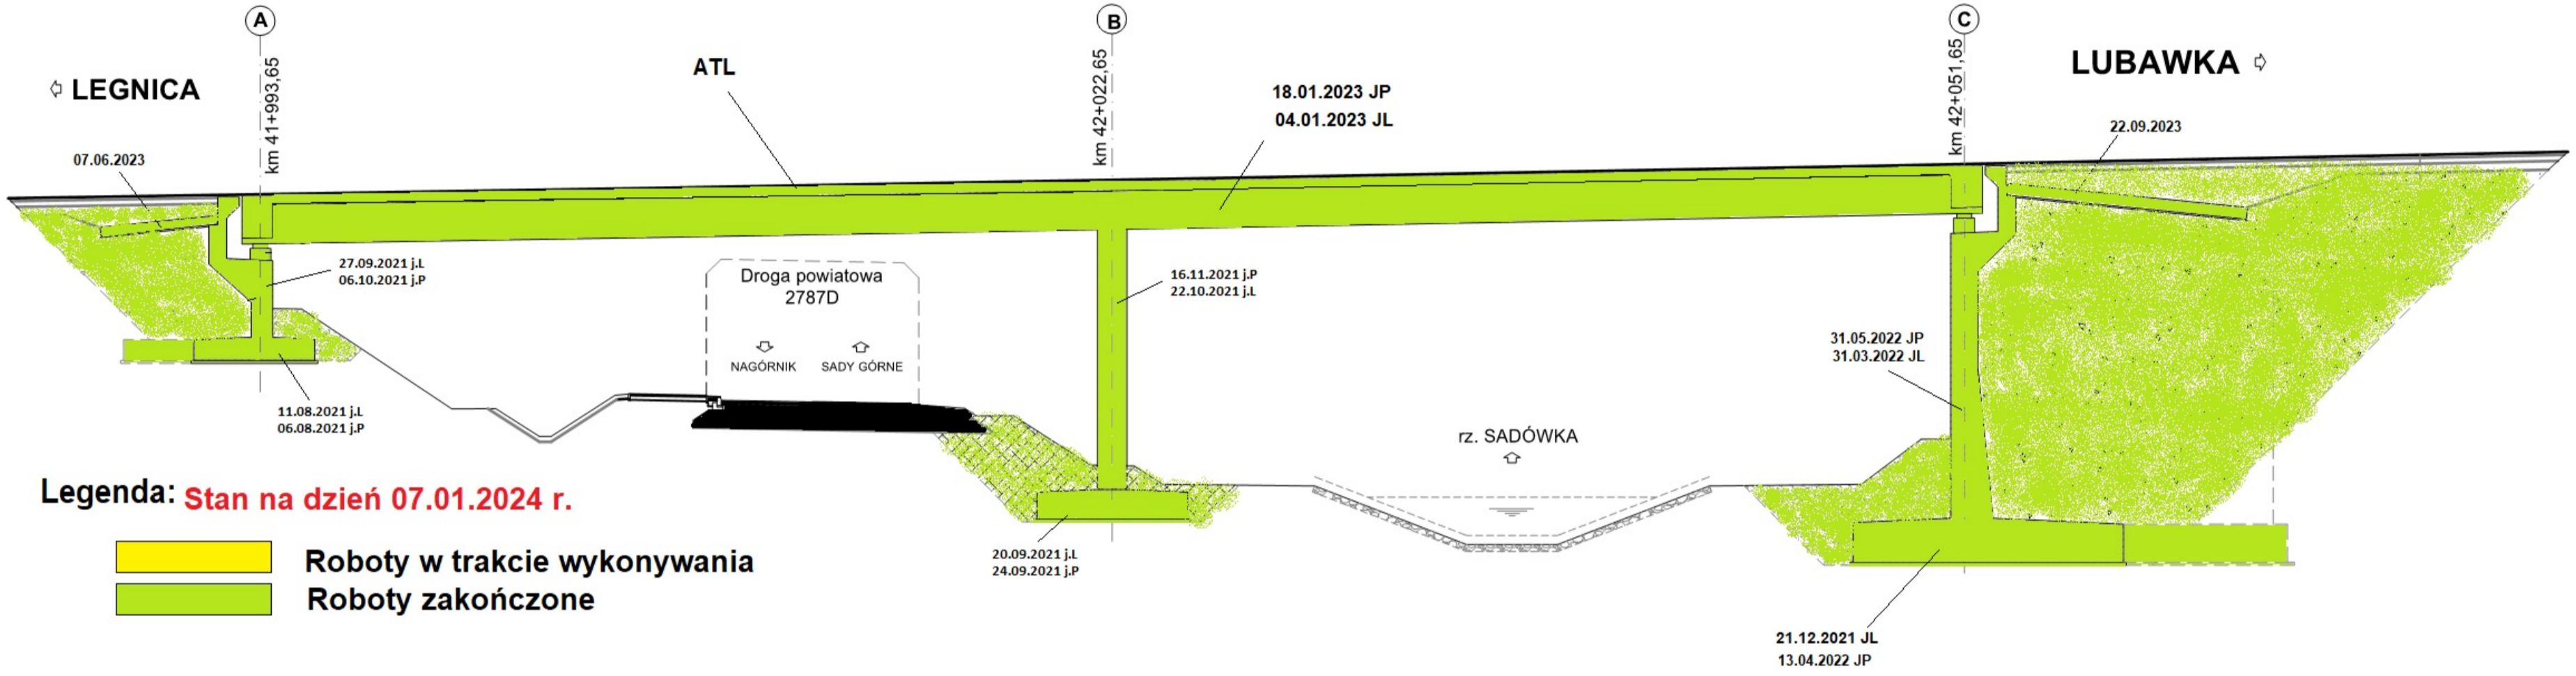 A
B
C
km 41+993,65
km 42+022,65
km 42+051,65
LEGNICA
ATL
LUBAWKA
18.01.2023 JP
04.01.2023 JL
07.06.2023
22.09.2023
27.09.2021 j.L
06.10.2021 j.P
Droga powiatowa
2787D
NAGÓRNIK SADY GÓRNE
16.11.2021 j.P
22.10.2021 j.L
31.05.2022 JP
31.03.2022 JL
11.08.2021 j.L
06.08.2021 j.P
rz. SADÓWKA
20.09.2021 j.L
24.09.2021 j.P
21.12.2021 JL
13.04.2022 JP
Legenda: Stan na dzień 07.01.2024 r.
Roboty w trakcie wykonywania
Roboty zakończone